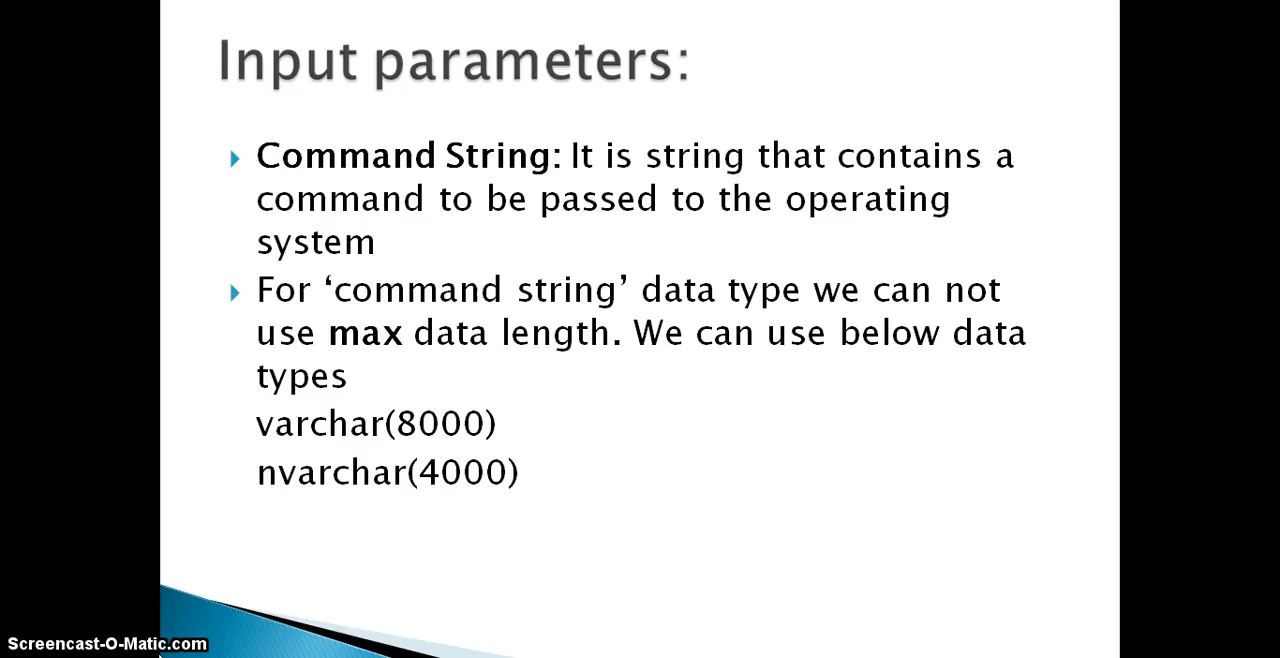 Input parameters:
Command String: It is string that contains a
command to be passed to the operating
system
For ‘command string’ data type we can not
use max data length. We can use below data
types
varchar(8000)
nvarchar(4000)
Screencast-O-Matic.com